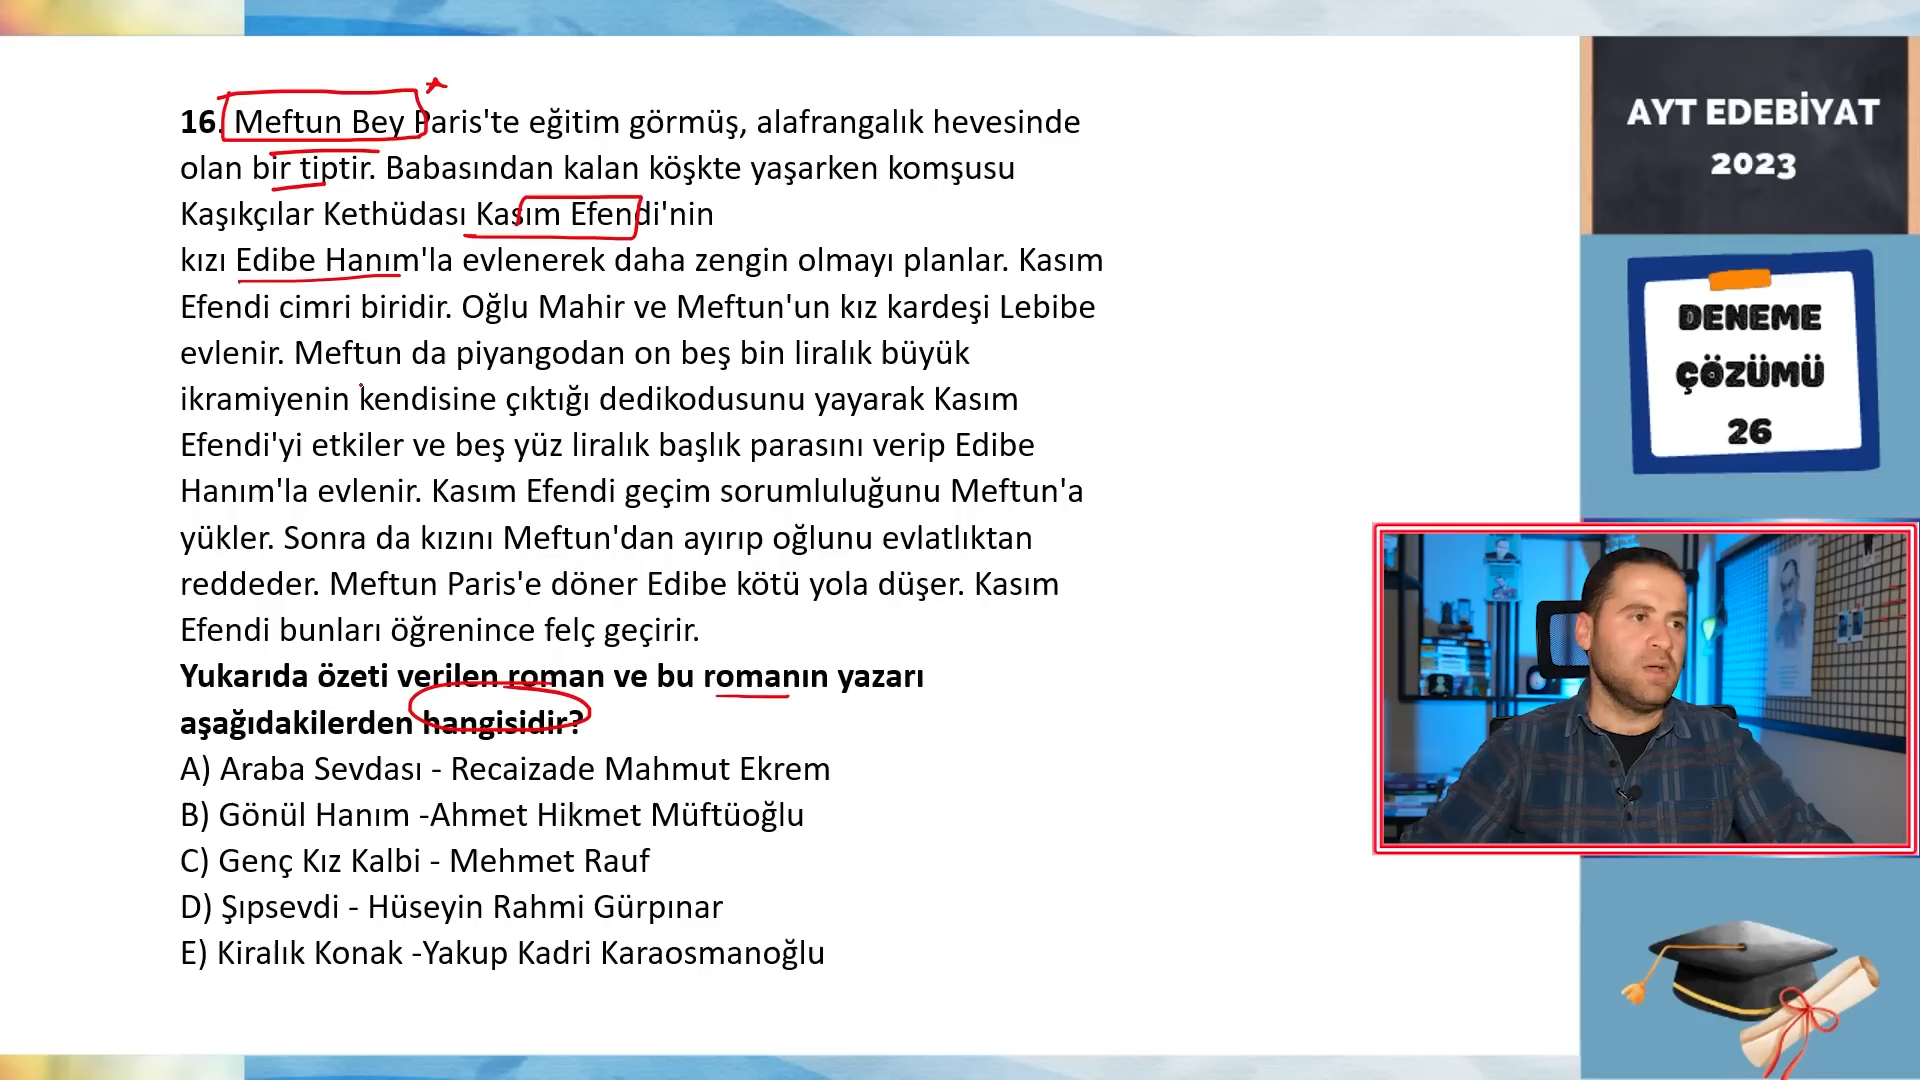 16. Meftun Bey Paris'te eğitim görmüş, alafrangalık hevesinde
olan bir tiptir. Babasından kalan köşkte yaşarken komşusu
Kaşıkçılar Kethüdası Kasım Efendi'nin
kızı Edibe Hanım'la evlenerek daha zengin olmayı planlar. Kasım
Efendi cimri biridir. Oğlu Mahir ve Meftun'un kız kardeşi Lebibe
evlenir. Meftun da piyangodan on beş bin liralık büyük
ikramiyenin kendisine çıktığı dedikodusunu yayarak Kasım
Efendi'yi etkiler ve beş yüz liralık başlık parasını verip Edibe
Hanım'la evlenir. Kasım Efendi geçim sorumluluğunu Meftun'a
yükler. Sonra da kızını Meftun'dan ayırıp oğlunu evlatlıktan
reddeder. Meftun Paris'e döner Edibe kötü yola düşer. Kasım
Efendi bunları öğrenince felç geçirir.
Yukarıda özeti verilen roman ve bu romanın yazarı
aşağıdakilerden hangisidir?
A) Araba Sevdası - Recaizade Mahmut Ekrem
B) Gönül Hanım -Ahmet Hikmet Müftüoğlu
C) Genç Kız Kalbi - Mehmet Rauf
D) Şıpsevdi - Hüseyin Rahmi Gürpınar
E) Kiralık Konak -Yakup Kadri Karaosmanoğlu
AYT EDEBİYAT
2023
DENEME
ÇÖZÜMÜ
26